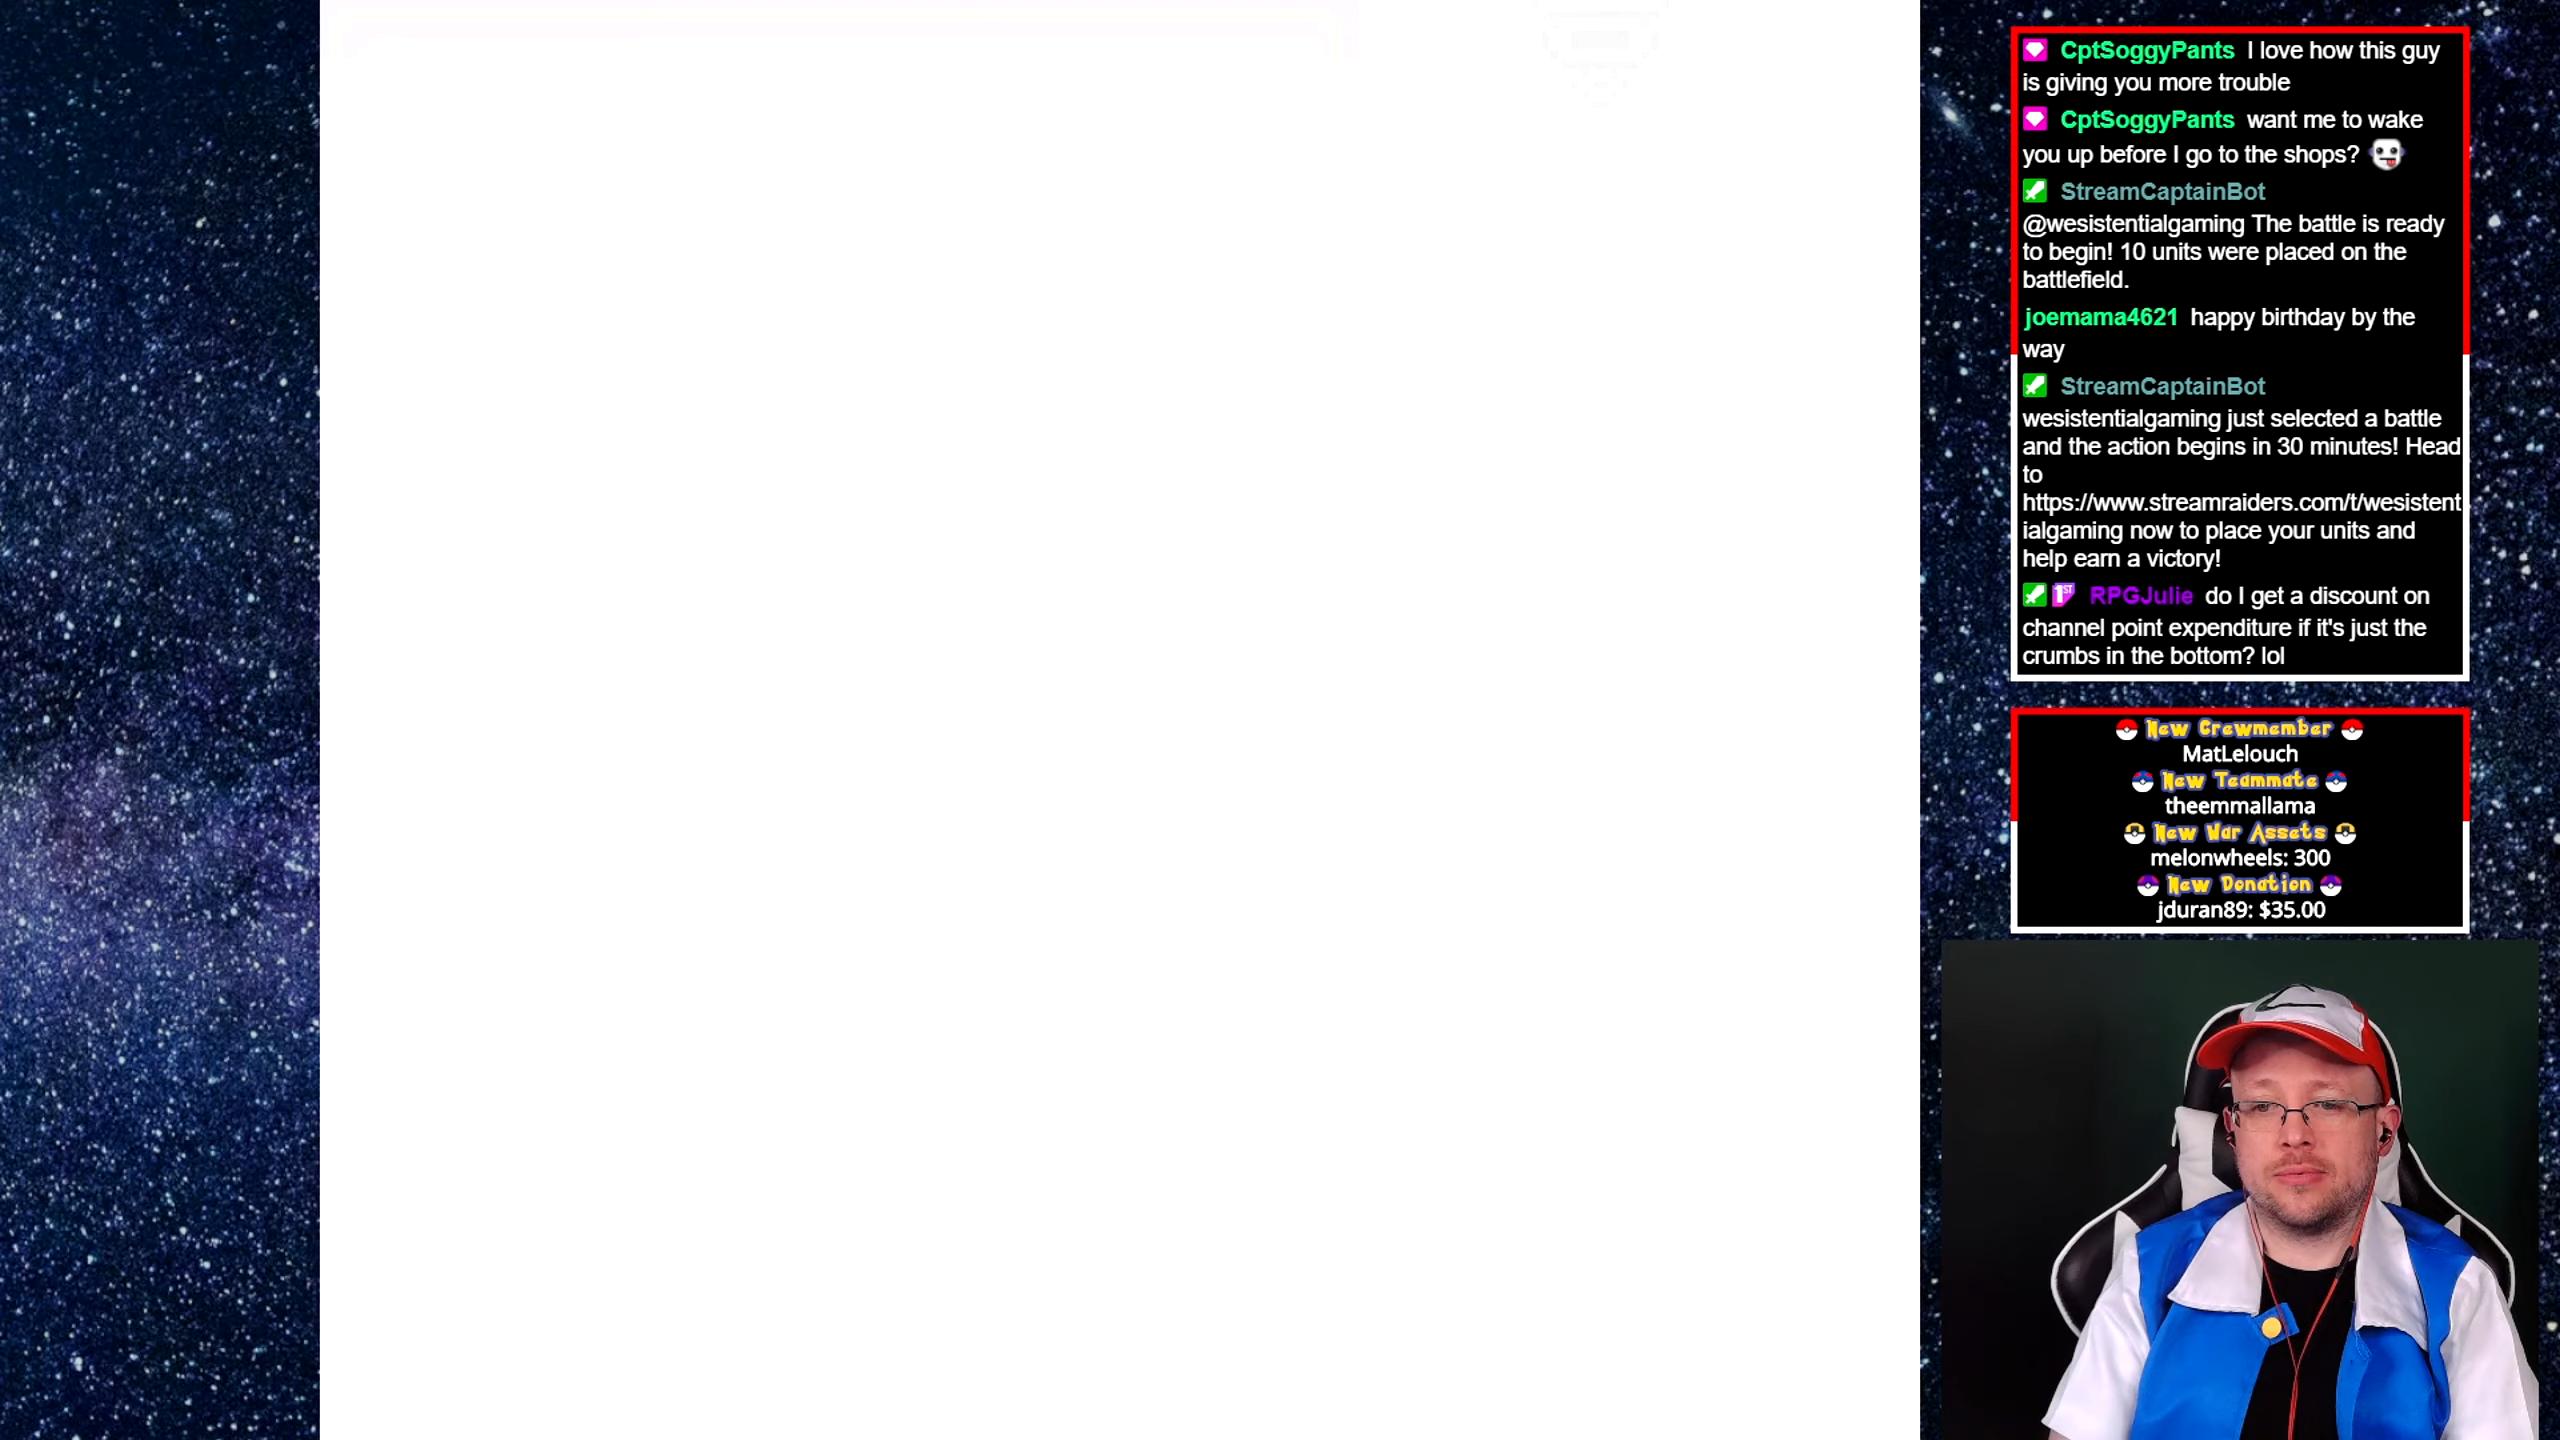 CptSoggyPants I love how this guy
is giving you more trouble
CptSoggyPants want me to wake
you up before I go to the shops?
StreamCaptainBot
@wesistentialgaming The battle is ready
to begin! 10 units were placed on the
battlefield.
joemama4621 happy birthday by the
way
StreamCaptainBot
wesistentialgaming just selected a battle
and the action begins in 30 minutes! Head
to
https://www.streamraiders.com/t/wesistent
ialgaming now to place your units and
help earn a victory!
1ST RPGJulie do I get a discount on
channel point expenditure if it's just the
crumbs in the bottom? lol
New Crewmember
MatLelouch
New Teammate
theemmallama
New War Assets
melonwheels: 300
New Donation
jduran89: $35.00